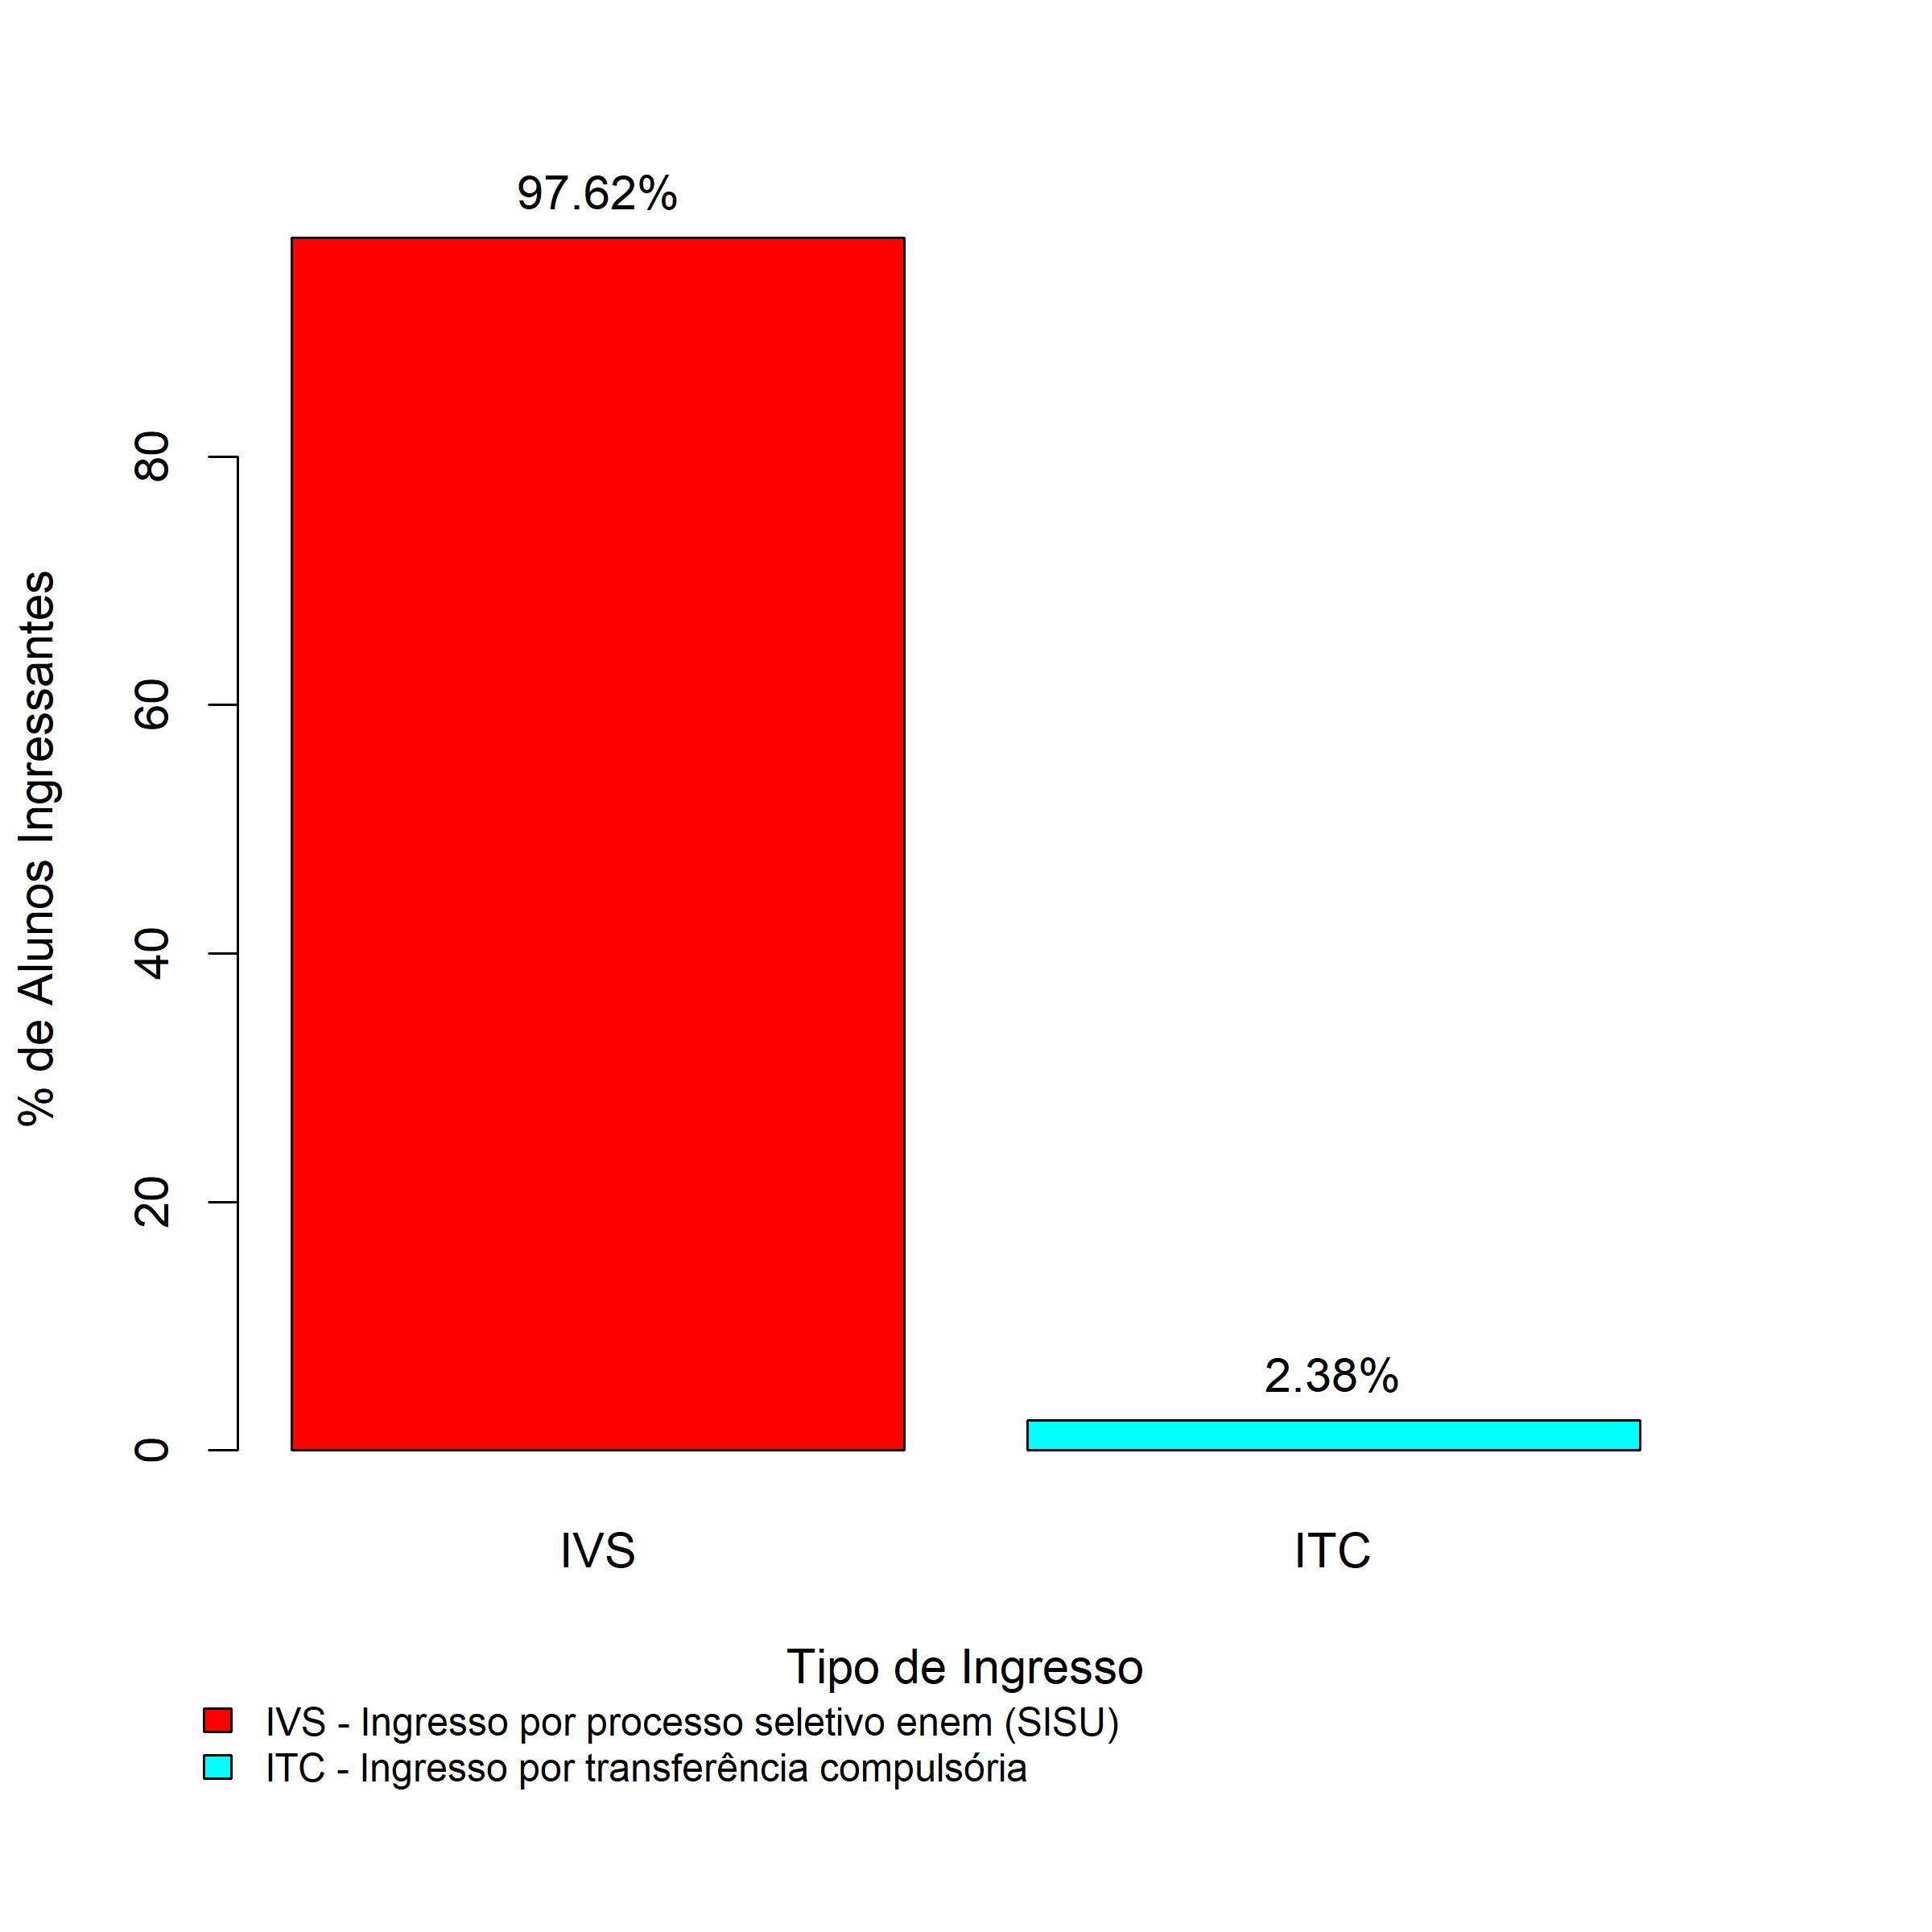 97.62%
80
60
40
20
0
% de Alunos Ingressantes
2.38%
IVS
ITC
Tipo de Ingresso
IVS - Ingresso por processo seletivo enem (SISU)
ITC - Ingresso por transferência compulsória